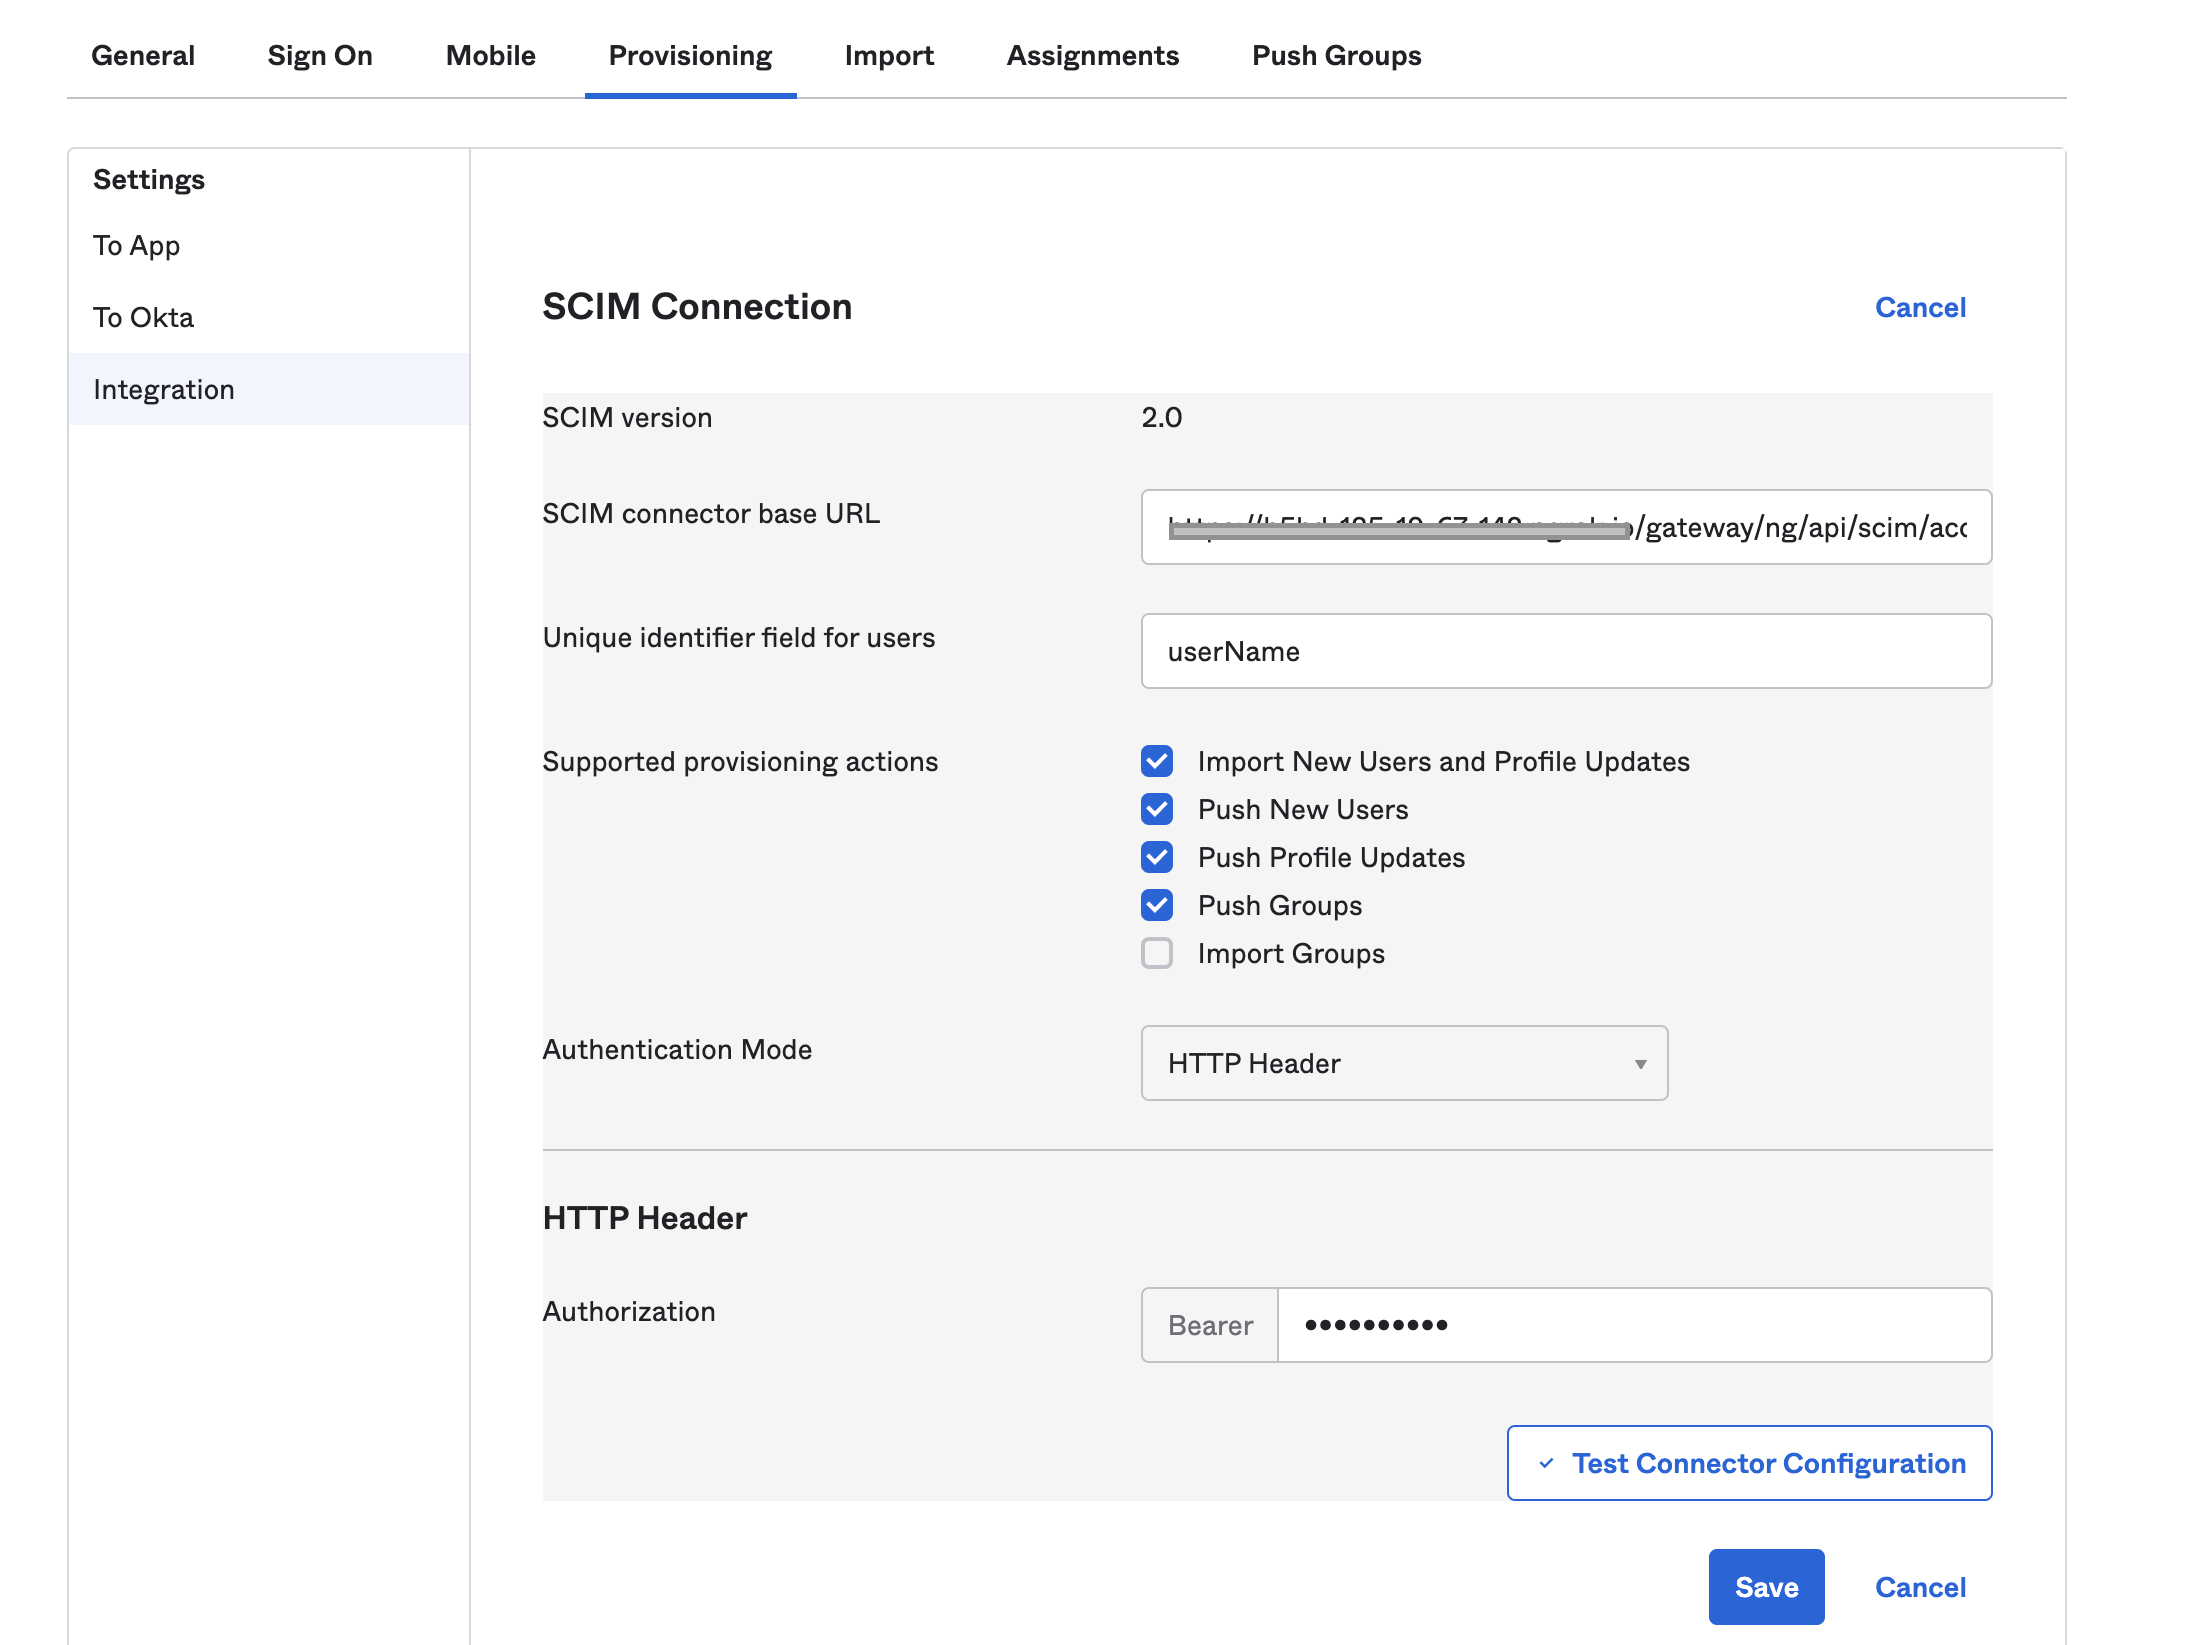 General Sign On Mobile Provisioning Import Assignments Push Groups
Settings
To App
To Okta
Integration
SCIM Connection Cancel
SCIM version 2.0
SCIM connector base URL /gateway/ng/api/scim/acc
Unique identifier field for users userName
Supported provisioning actions Import New Users and Profile Updates
Push New Users
Push Profile Updates
Push Groups
Import Groups
Authentication Mode HTTP Header
HTTP Header
Authorization Bearer ••••••••••
Test Connector Configuration
Save Cancel